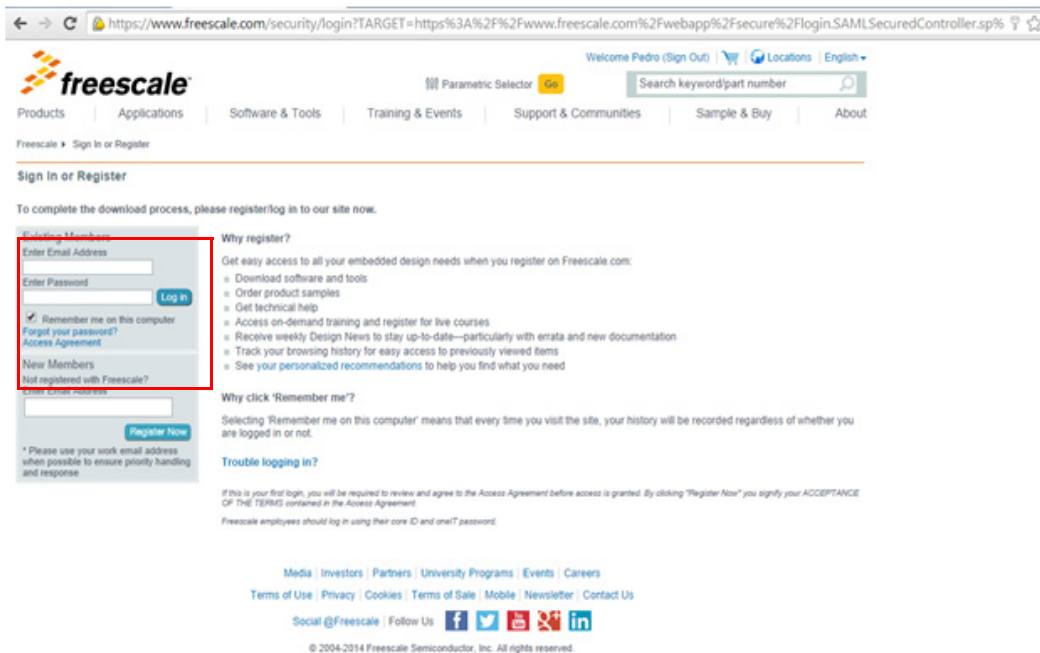 https://www.freescale.com/security/login?TARGET=https%3A%2F%2Fwww.freescale.com%2Fwebapp%2Fsecure%2Flogin.SAMLSecuredController.sp%
Welcome Pedro (Sign Out) Locations English
freescale
Parametric Selector Go Search keyword/part number
Products Applications Software & Tools Training & Events Support & Communities Sample & Buy About
Freescale Sign In or Register
Sign In or Register
To complete the download process, please register/log in to our site now.
Existing Members
Enter Email Address
Enter Password
Log in
Remember me on this computer
Forgot your password?
Access Agreement
New Members
Not registered with Freescale?
Enter Email Address
Register Now
* Please use your work email address
when possible to ensure priority handling
and response
Why register?
Get easy access to all your embedded design needs when you register on Freescale.com:
Download software and tools
Order product samples
Get technical help
Access on-demand training and register for live courses
Receive weekly Design News to stay up-to-date—particularly with errata and new documentation
Track your browsing history for easy access to previously viewed items
See your personalized recommendations to help you find what you need
Why click 'Remember me'?
Selecting 'Remember me on this computer' means that every time you visit the site, your history will be recorded regardless of whether you
are logged in or not.
Trouble logging in?
If this is your first login, you will be required to review and agree to the Access Agreement before access is granted. By clicking "Register Now" you signify your ACCEPTANCE
OF THE TERMS contained in the Access Agreement.
Freescale employees should log in using their core ID and oneIT password.
Media Investors Partners University Programs Events Careers
Terms of Use Privacy Cookies Terms of Sale Mobile Newsletter Contact Us
Social @Freescale Follow Us
© 2004-2014 Freescale Semiconductor, Inc. All rights reserved.